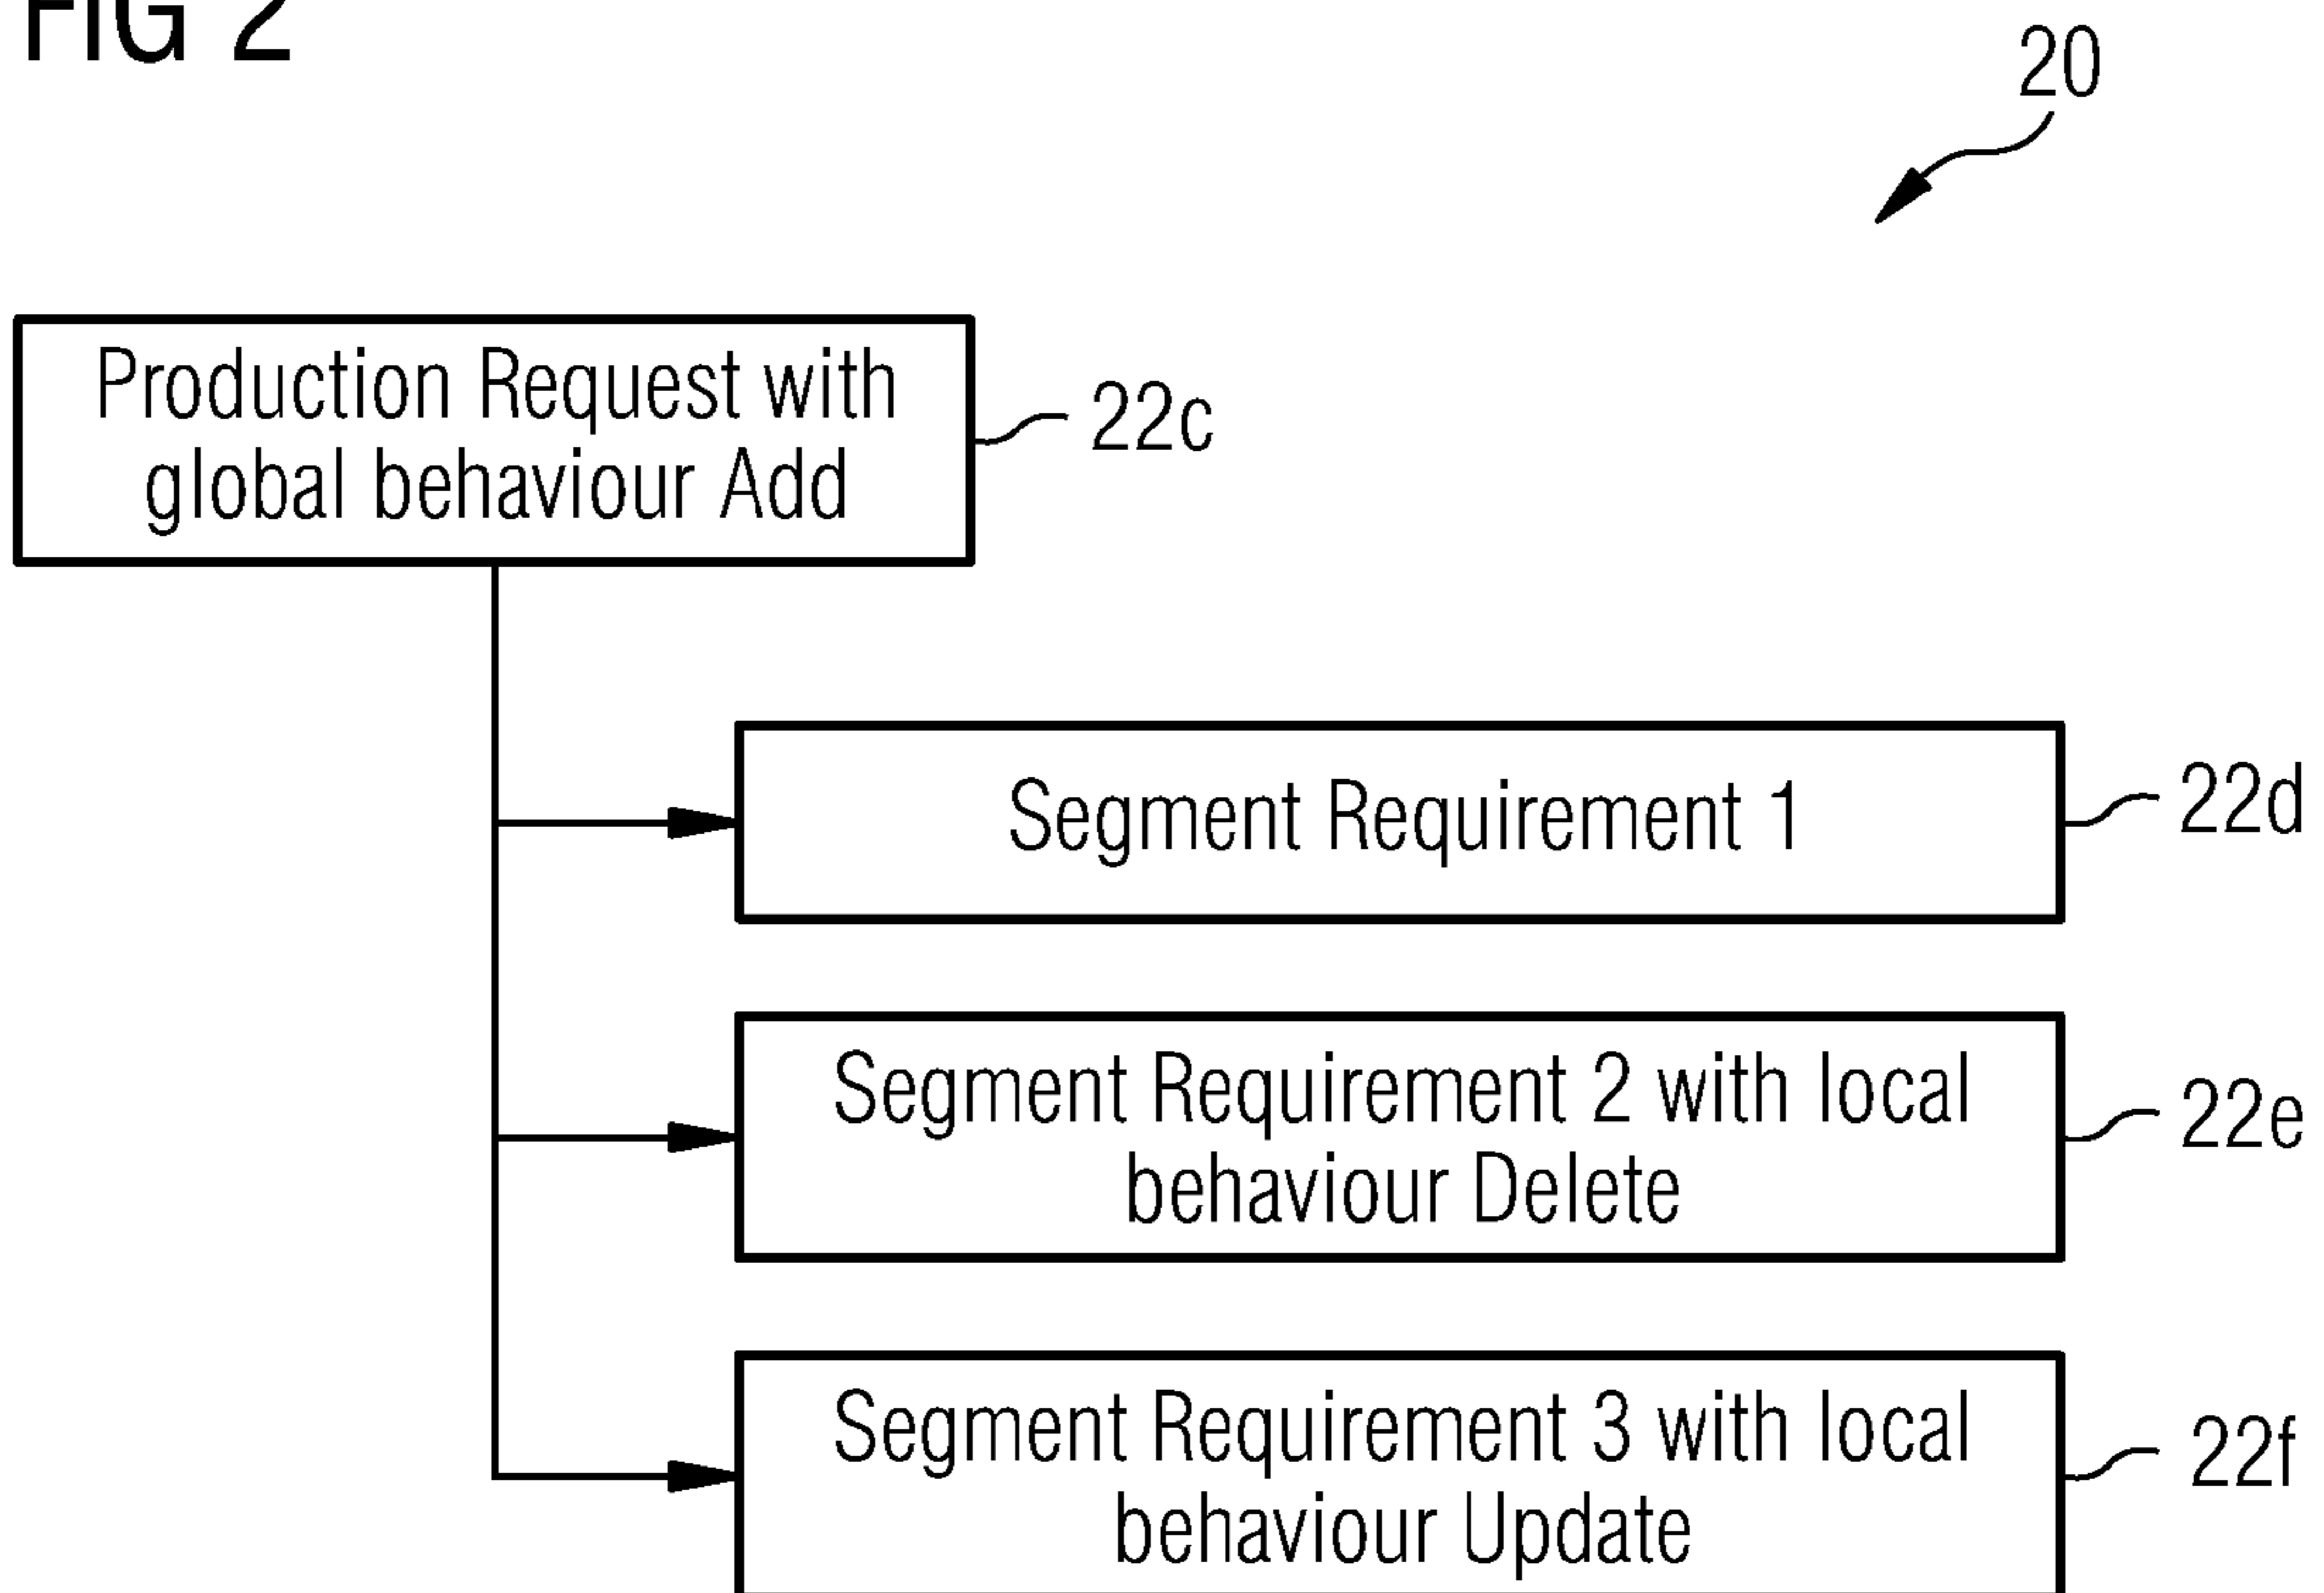 FIG 2
20
Production Request with
global behaviour Add
22c
Segment Requirement 1
22d
Segment Requirement 2 with local
behaviour Delete
22e
Segment Requirement 3 with local
behaviour Update
22f